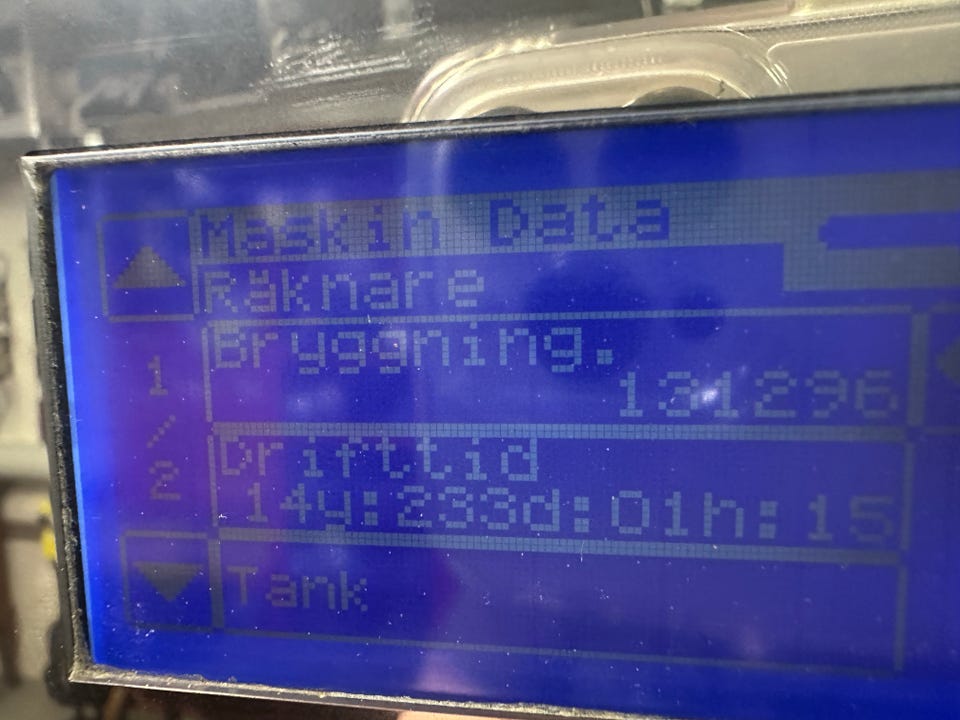 Maskin Data
Räknare
Bryggning.
131296
1
/
2
Drifttid
14y:233d:01h:15
Tank